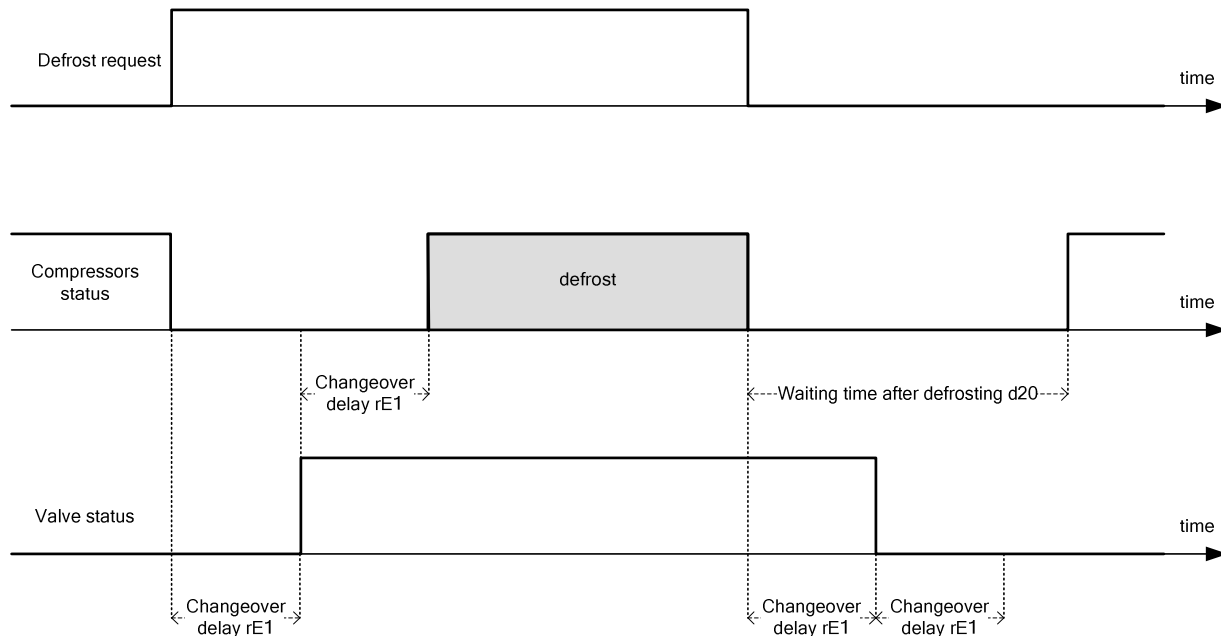 Defrost request
time
Compressors
status
defrost
time
Changeover
delay rE1
Waiting time after defrosting d20
Valve status
time
Changeover
delay rE1
Changeover
delay rE1
Changeover
delay rE1